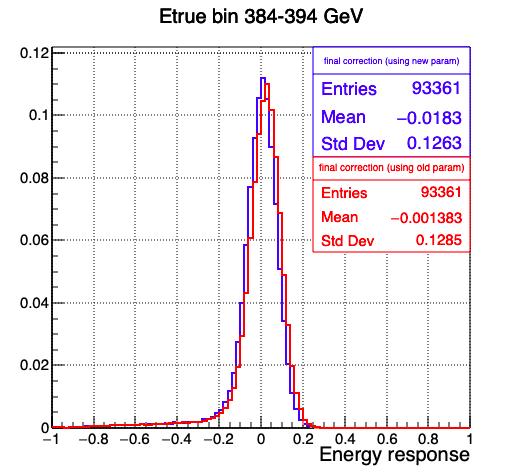 Etrue bin 384-394 GeV
0.12
0.1
0.08
0.06
0.04
0.02
0
final correction (using new param)
Entries 93361
Mean −0.0183
Std Dev 0.1263
final correction (using old param)
Entries 93361
Mean −0.001383
Std Dev 0.1285
−1 −0.8 −0.6 −0.4 −0.2 0 0.2 0.4 0.6 0.8 1
Energy response